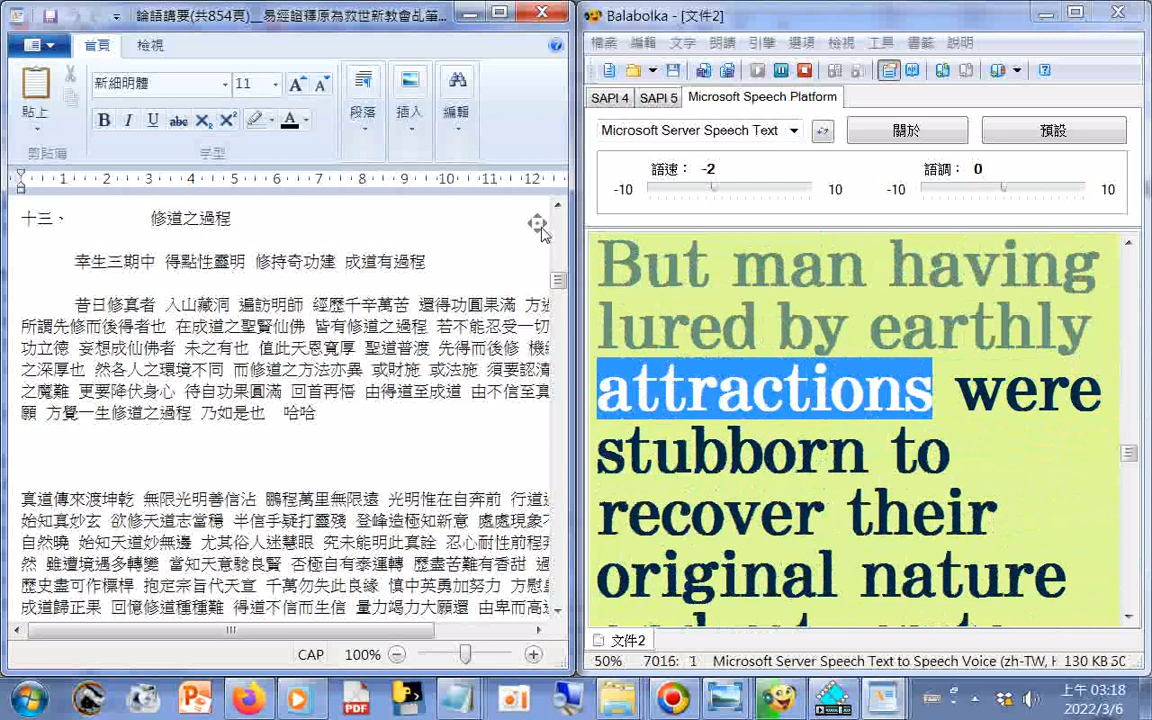 論語講要(共854頁)__易經證釋原為救世新教會乩筆...
首頁
檢視
貼上
剪貼簿
新細明體
11
字型
段落
插入
編輯
1 2 3 4 5 6 7 8 9 10 11 12
十三、 修道之過程
幸生三期中 得點性靈明 修持奇功建 成道有過程
昔日修真者 入山藏洞 遍訪明師 經歷千辛萬苦 還得功圓果滿 方
所謂先修而後得者也 在成道之聖賢仙佛 皆有修道之過程 若不能忍受一切
功立德 妄想成仙佛者 未之有也 值此天恩寬厚 聖道普渡 先得而後修 機
之深厚也 然各人之環境不同 而修道之方法亦異 或財施 或法施 須要認清
之魔難 更要降伏身心 待自功果圓滿 回首再悟 由得道至成道 由不信至真
願 方覺一生修道之過程 乃如是也 哈哈
真道傳來渡坤乾 無限光明善信沾 鵬程萬里無限遠 光明惟在自奔前 行道
始知真妙玄 欲修天道志當穩 半信乎疑打靈殘 登峰造極知新意 處處現象
自然曉 始知天道妙無邊 尤其俗人迷慧眼 究未能明此真詮 忍心耐性前程
然 雖遭境遇多轉變 當知天意驗良賢 否極自有泰運轉 歷盡苦難有香甜
歷史盡可作標桿 抱定宗旨代天宣 千萬勿失此良緣 慎中英勇加努力 方慰
成道歸正果 回憶修道種種難 得道不信而生信 量力竭力大願還 由卑而高
CAP 100%
Balabolka - [文件2]
檔案 編輯 文字 朗讀 引擎 選項 檢視 工具 書籤 說明
SAPI 4 SAPI 5 Microsoft Speech Platform
Microsoft Server Speech Text
關於
預設
語速： -2
語調： 0
-10 10 -10 10
But man having
lured by earthly
attractions were
stubborn to
recover their
original nature
文件2
50% 7016: 1 Microsoft Server Speech Text to Speech Voice (zh-TW, H 130 KB
上午 03:18
2022/3/6